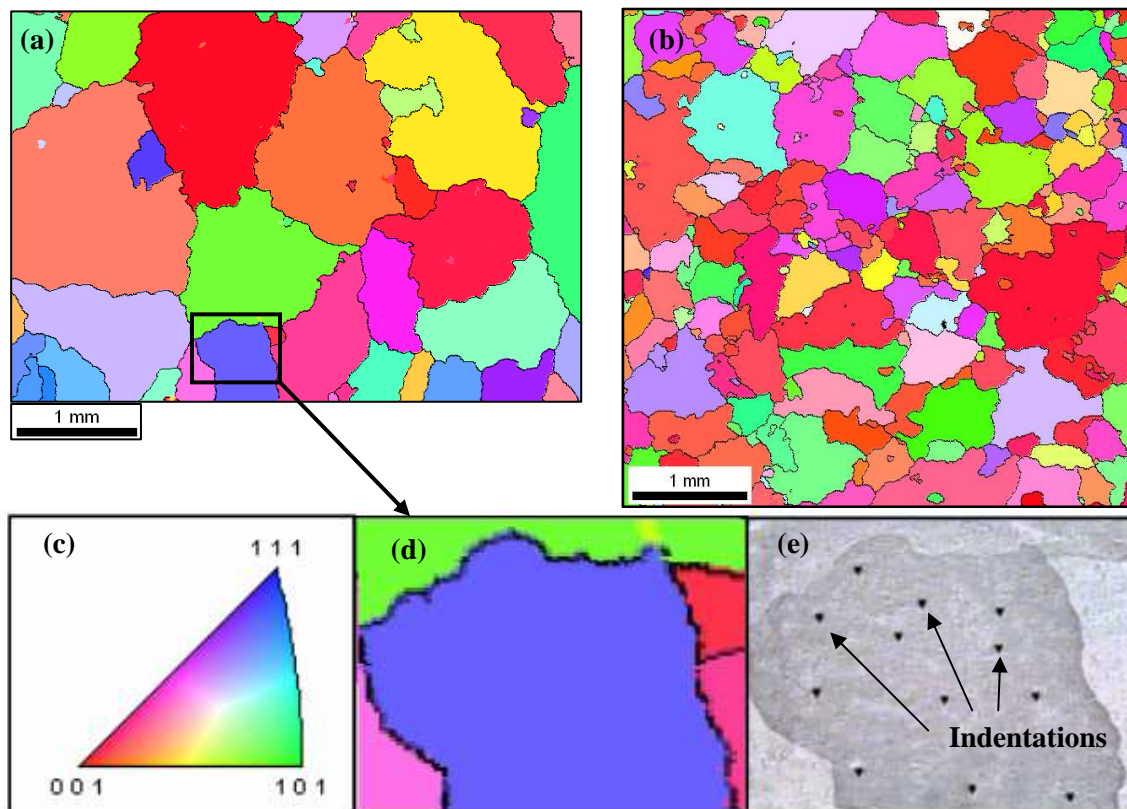 (a)
(b)
1 mm
1 mm
(c)
1 1 1
0 0 1
1 0 1
(d)
(e)
Indentations